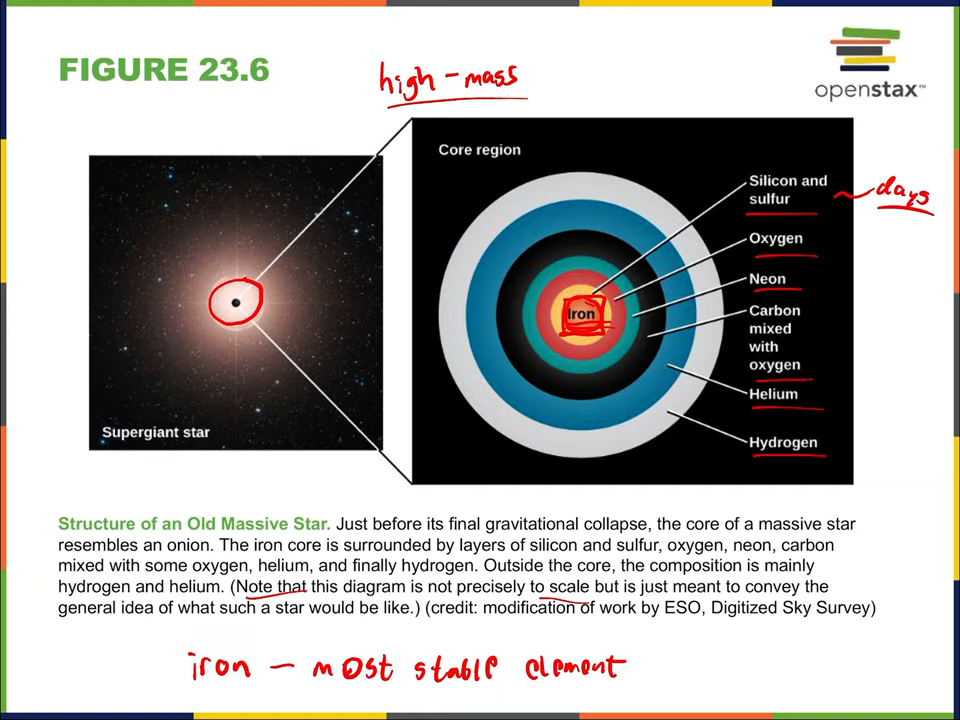 FIGURE 23.6
openstax™
high - mass
Core region
Silicon and
sulfur
days
Oxygen
Neon
Iron
Carbon
mixed
with
oxygen
Helium
Hydrogen
Supergiant star
Structure of an Old Massive Star. Just before its final gravitational collapse, the core of a massive star
resembles an onion. The iron core is surrounded by layers of silicon and sulfur, oxygen, neon, carbon
mixed with some oxygen, helium, and finally hydrogen. Outside the core, the composition is mainly
hydrogen and helium. (Note that this diagram is not precisely to scale but is just meant to convey the
general idea of what such a star would be like.) (credit: modification of work by ESO, Digitized Sky Survey)
iron - most stable element